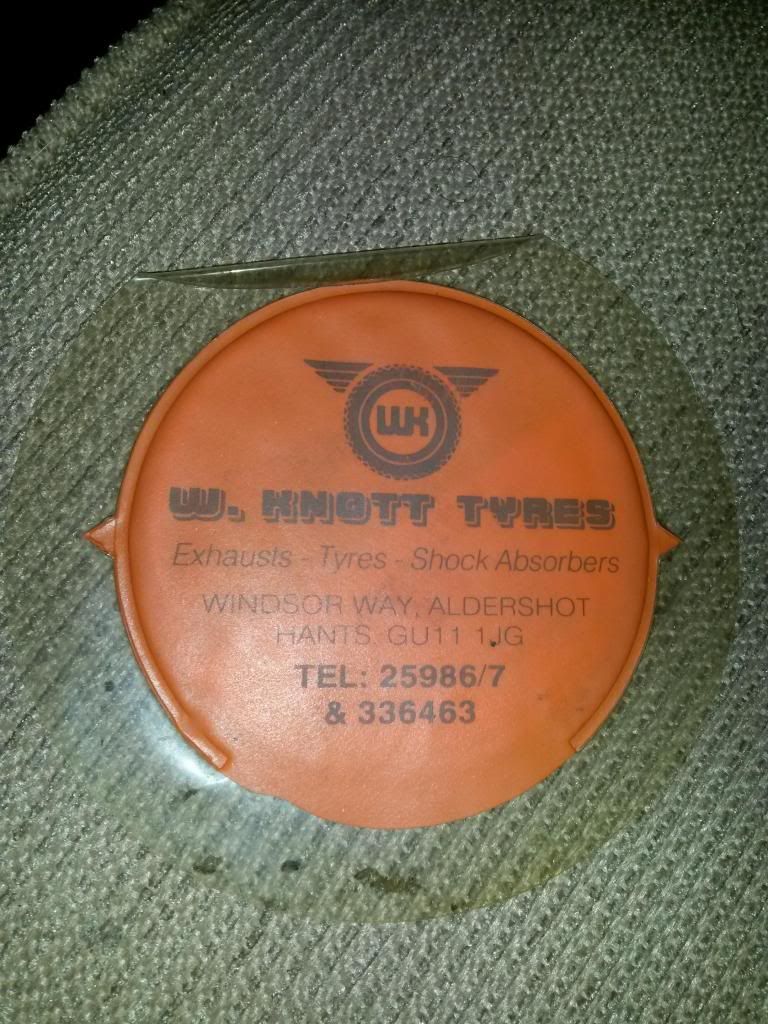 WK
W. KNOTT TYRES
Exhausts - Tyres - Shock Absorbers
WINDSOR WAY, ALDERSHOT
HANTS. GU11 1JG
TEL: 25986/7
& 336463